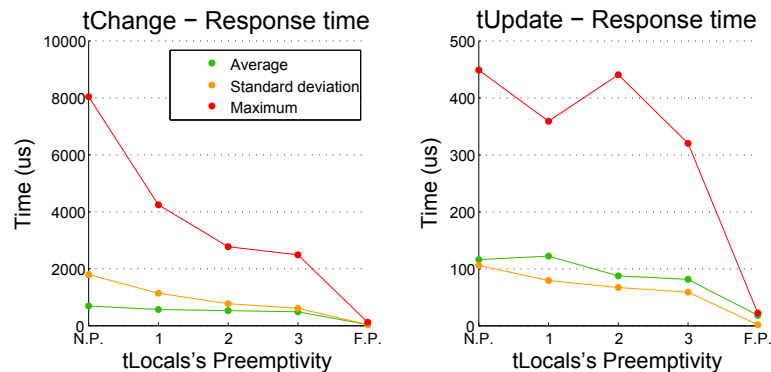 tChange − Response time
10000
8000
6000
4000
2000
0
Time (us)
Average
Standard deviation
Maximum
N.P. 1 2 3 F.P.
tLocals's Preemptivity
tUpdate − Response time
500
400
300
200
100
0
Time (us)
N.P. 1 2 3 F.P.
tLocals's Preemptivity